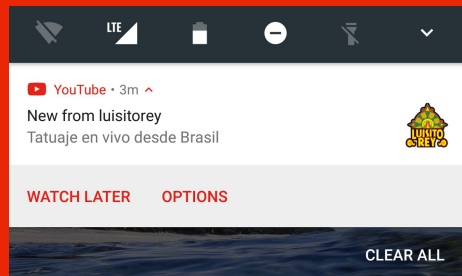 LTE
YouTube • 3m
New from luisitorey
Tatuaje en vivo desde Brasil
LUISITO
REY
WATCH LATER OPTIONS
CLEAR ALL